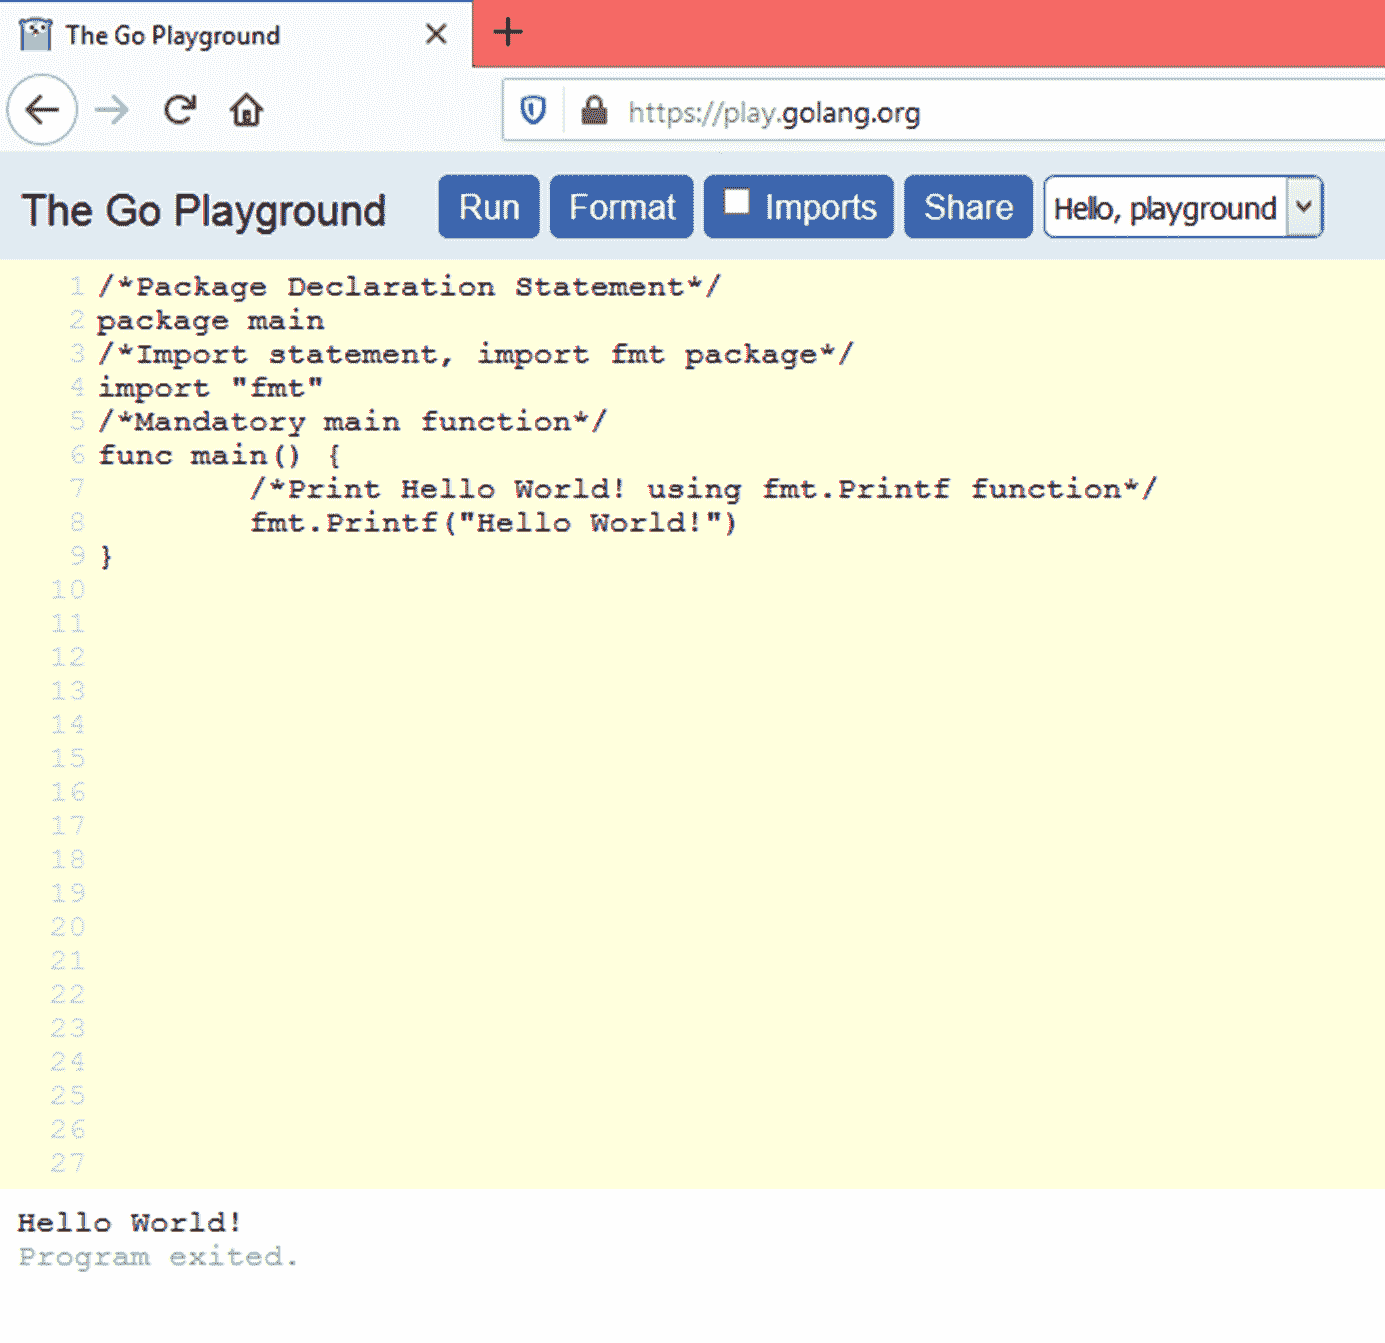 The Go Playground
https://play.golang.org
The Go Playground Run Format Imports Share Hello, playground
1 /*Package Declaration Statement*/
2 package main
3 /*Import statement, import fmt package*/
4 import "fmt"
5 /*Mandatory main function*/
6 func main() {
7 /*Print Hello World! using fmt.Printf function*/
8 fmt.Printf("Hello World!")
9 }
10
11
12
13
14
15
16
17
18
19
20
21
22
23
24
25
26
27
Hello World!
Program exited.